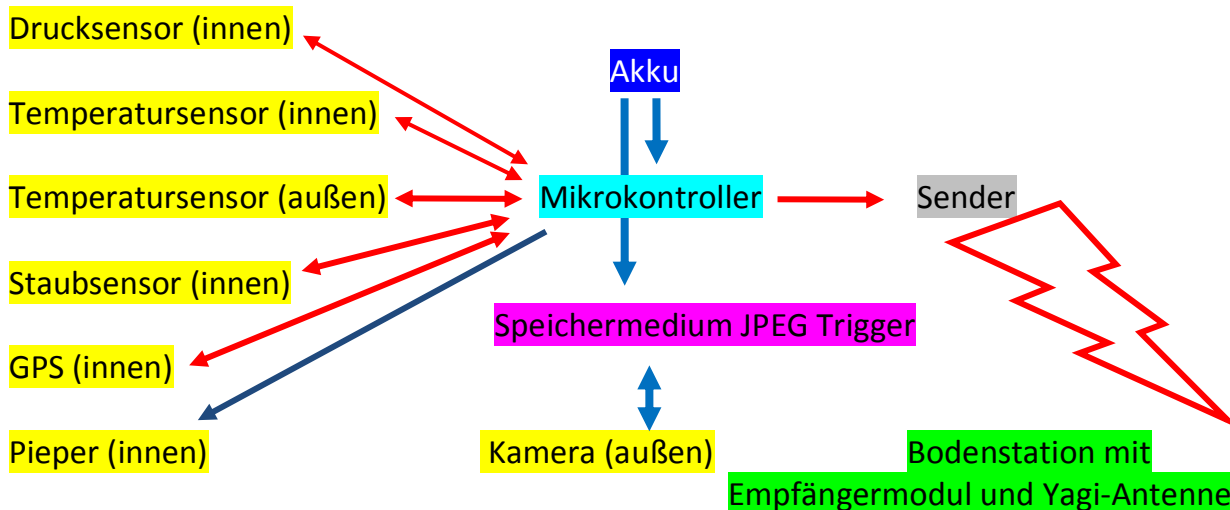 Drucksensor (innen)
Akku
Temperatursensor (innen)
Temperatursensor (außen)
Mikrokontroller
Sender
Staubsensor (innen)
Speichermedium JPEG Trigger
GPS (innen)
Pieper (innen)
Kamera (außen)
Bodenstation mit
Empfängermodul und Yagi-Antenne